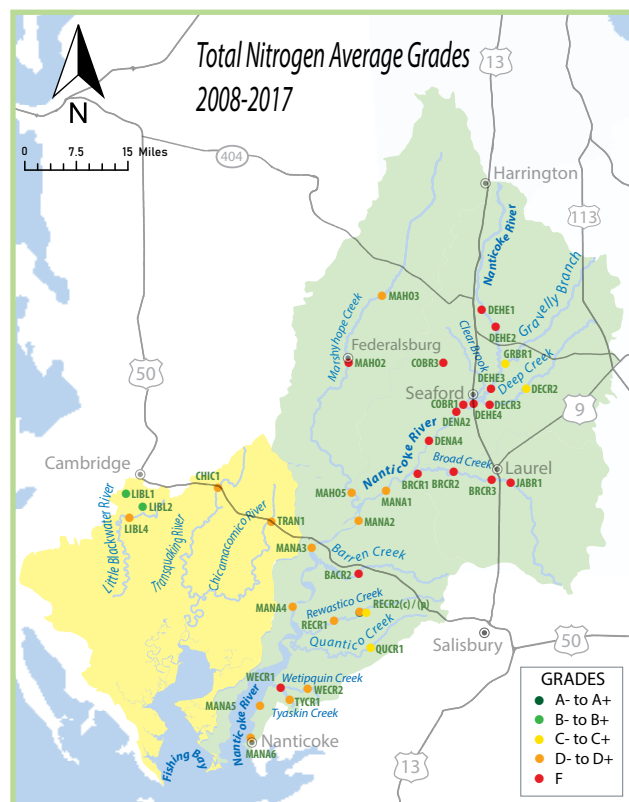 Total Nitrogen Average Grades
2008-2017
N
0 7.5 15 Miles
13
404
Harrington
113
Nanticoke River
Gravelly Branch
MAHO3
DEHE1
DEHE2
Marshyhope Creek
Clear Brook
Federalsburg
MAHO2
COBR3
GRBR1
DEHE3
Deep Creek
DECR2
50
Seaford
COBR1
DECR3
DEHE4
DENA2
9
Nanticoke River
DENA4
Broad Creek
Laurel
Cambridge
CHIC1
BRCR1
BRCR2
BRCR3
JABR1
LIBL1
LIBL2
LIBL4
MAHO5
MANA1
MANA2
TRAN1
Little Blackwater River
Transquaking River
Chicanacomico River
MANA3
Barren Creek
BACR2
MANA4
Rewastico Creek
RECR2(c) / (p)
RECR1
Quantico Creek
Salisbury
50
QUCR1
WECR1
Wetipquin Creek
WECR2
TYCR1
MANA5
Tyaskin Creek
Nanticoke River
Nanticoke
MANA6
Fishing Bay
13
GRADES
A- to A+
B- to B+
C- to C+
D- to D+
F